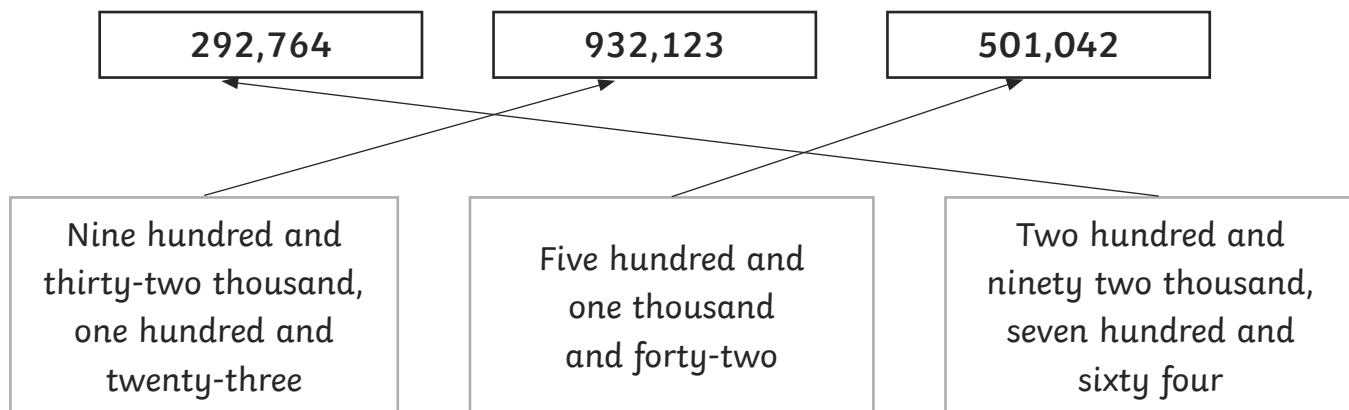 292,764
932,123
501,042
Nine hundred and
thirty-two thousand,
one hundred and
twenty-three
Five hundred and
one thousand
and forty-two
Two hundred and
ninety two thousand,
seven hundred and
sixty four